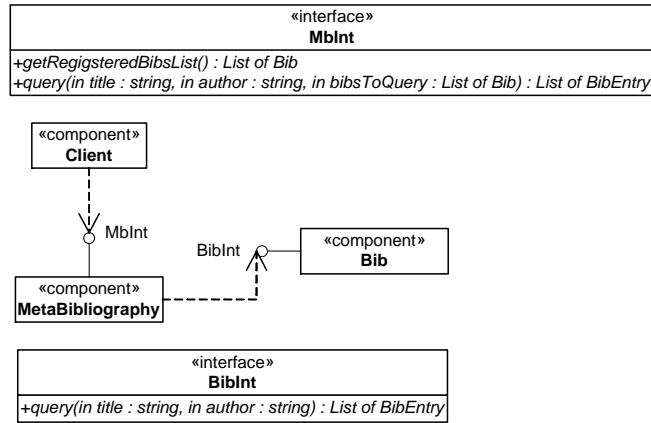 «interface»
MbInt
+getRegigsteredBibsList() : List of Bib
+query(in title : string, in author : string, in bibsToQuery : List of Bib) : List of BibEntry
«component»
Client
MbInt
BibInt
«component»
Bib
«component»
MetaBibliography
«interface»
BibInt
+query(in title : string, in author : string) : List of BibEntry